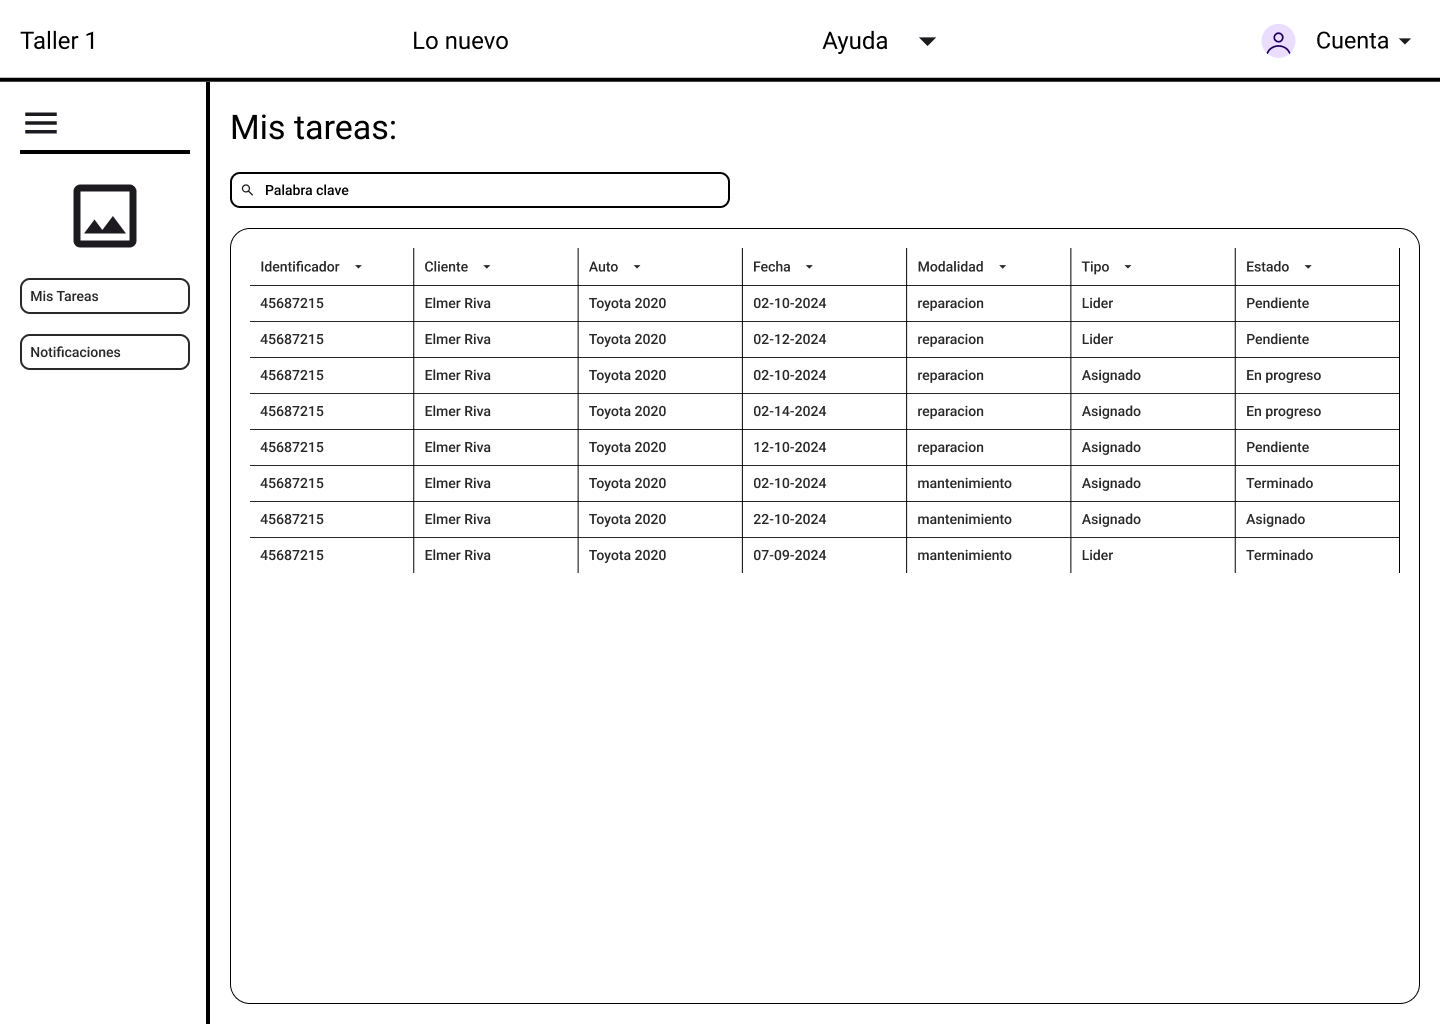 Taller 1 Lo nuevo Ayuda Cuenta
Mis tareas:
Palabra clave
Mis Tareas
Notificaciones
Identificador Cliente Auto Fecha Modalidad Tipo Estado
45687215 Elmer Riva Toyota 2020 02-10-2024 reparacion Lider Pendiente
45687215 Elmer Riva Toyota 2020 02-12-2024 reparacion Lider Pendiente
45687215 Elmer Riva Toyota 2020 02-10-2024 reparacion Asignado En progreso
45687215 Elmer Riva Toyota 2020 02-14-2024 reparacion Asignado En progreso
45687215 Elmer Riva Toyota 2020 12-10-2024 reparacion Asignado Pendiente
45687215 Elmer Riva Toyota 2020 02-10-2024 mantenimiento Asignado Terminado
45687215 Elmer Riva Toyota 2020 22-10-2024 mantenimiento Asignado Asignado
45687215 Elmer Riva Toyota 2020 07-09-2024 mantenimiento Lider Terminado